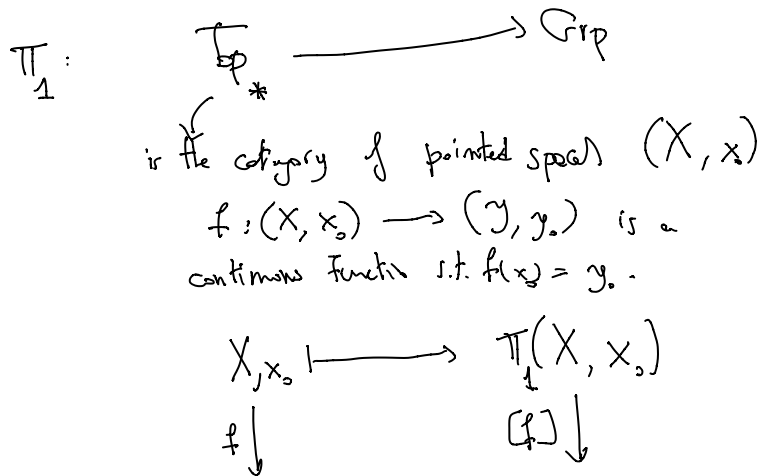 π₁ : Top_* ⟶ Grp
is the category of pointed spaces (X, x₀)
f : (X, x₀) ⟶ (Y, y₀) is a
continuous function s.t. f(x₀) = y₀.
X, x₀ ⟼ π₁(X, x₀)
f ↓ [f] ↓